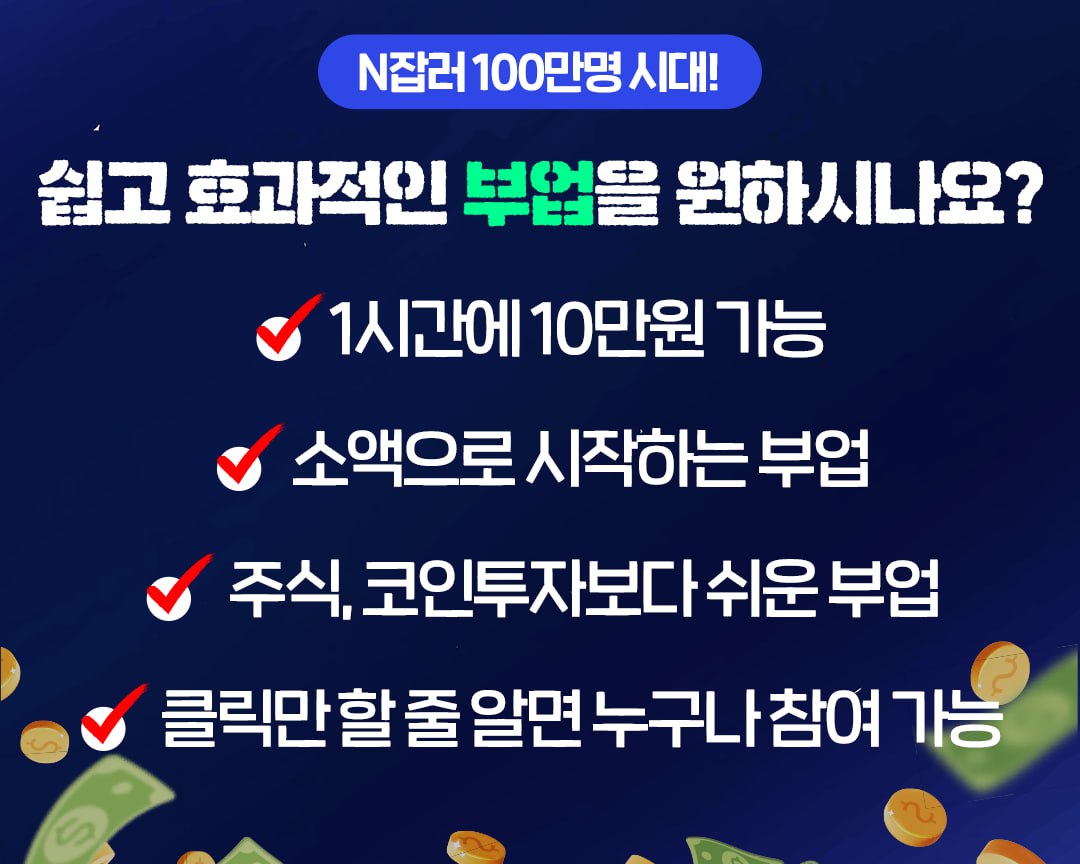 N잡러 100만명 시대!
쉽고 효과적인 부업을 원하시나요?
1시간에 10만원 가능
소액으로 시작하는 부업
주식, 코인투자보다 쉬운 부업
클릭만 할 줄 알면 누구나 참여 가능